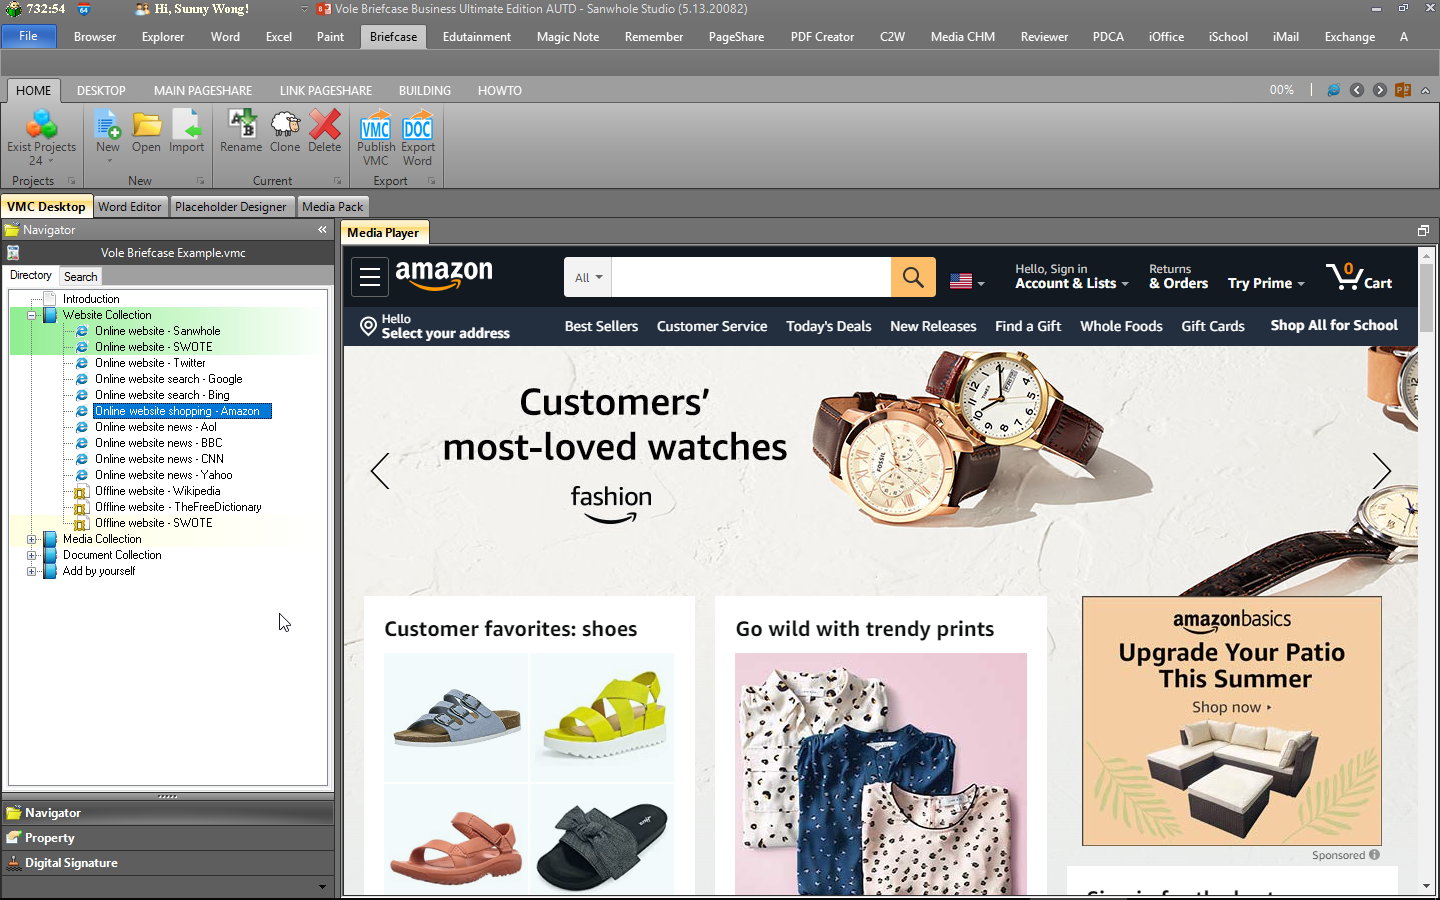 732:54 64 Hi, Sunny Wong! Vole Briefcase Business Ultimate Edition AUTD - Sanwhole Studio (5.13.20082)
File Browser Explorer Word Excel Paint Briefcase Edutainment Magic Note Remember PageShare PDF Creator C2W Media CHM Reviewer PDCA iOffice iSchool iMail Exchange A
HOME DESKTOP MAIN PAGESHARE LINK PAGESHARE BUILDING HOWTO 00%
A B VMC DOC
Exist Projects New Open Import Rename Clone Delete Publish Export
24 VMC Word
Projects New Current Export
VMC Desktop Word Editor Placeholder Designer Media Pack
Navigator
Vole Briefcase Example.vmc
Directory Search
Introduction
Website Collection
Online website - Sanwhole
Online website - SWOTE
Online website - Twitter
Online website search - Google
Online website search - Bing
Online website shopping - Amazon
Online website news - Aol
Online website news - BBC
Online website news - CNN
Online website news - Yahoo
Offline website - Wikipedia
Offline website - TheFreeDictionary
Offline website - SWOTE
Media Collection
Document Collection
Add by yourself
Navigator
Property
Digital Signature
Media Player
amazon All Hello, Sign in Returns 0
Account & Lists & Orders Try Prime Cart
Hello
Select your address Best Sellers Customer Service Today's Deals New Releases Find a Gift Whole Foods Gift Cards Shop All for School
Customers'
most-loved watches
fashion
FOSSIL
TIMEX
Customer favorites: shoes
Go wild with trendy prints
amazonbasics
Upgrade Your Patio
This Summer
Shop now
Sponsored